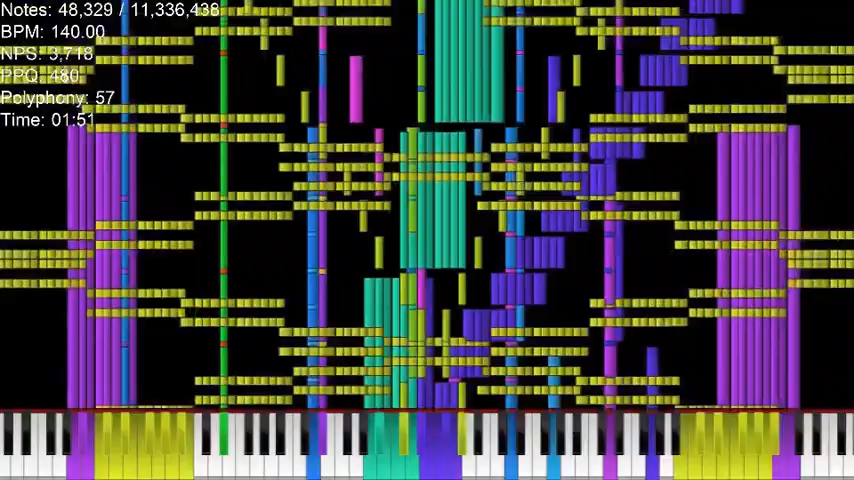 Notes: 48,329 / 11,336,438
BPM: 140.00
NPS: 3,718
PPQ: 480
Polyphony: 57
Time: 01:51